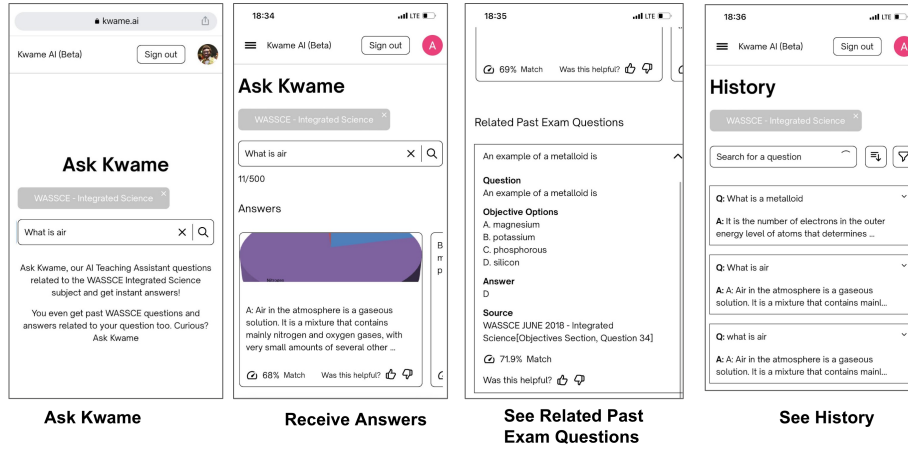 kwame.ai
Kwame AI (Beta)
Sign out
Ask Kwame
WASSCE - Integrated Science ×
What is air
Ask Kwame, our AI Teaching Assistant questions
related to the WASSCE Integrated Science
subject and get instant answers!
You even get past WASSCE questions and
answers related to your question too. Curious?
Ask Kwame
Ask Kwame
18:34
LTE
Kwame AI (Beta)
Sign out
A
Ask Kwame
WASSCE - Integrated Science ×
What is air
11/500
Answers
A: Air in the atmosphere is a gaseous
solution. It is a mixture that contains
mainly nitrogen and oxygen gases, with
very small amounts of several other ...
68% Match Was this helpful?
B
m
p
Receive Answers
18:35
LTE
69% Match Was this helpful?
Related Past Exam Questions
An example of a metalloid is
Question
An example of a metalloid is
Objective Options
A. magnesium
B. potassium
C. phosphorous
D. silicon
Answer
D
Source
WASSCE JUNE 2018 - Integrated
Science[Objectives Section, Question 34]
71.9% Match
Was this helpful?
See Related Past
Exam Questions
18:36
LTE
Kwame AI (Beta)
Sign out
A
History
WASSCE - Integrated Science ×
Search for a question
Q: What is a metalloid
A: It is the number of electrons in the outer
energy level of atoms that determines ...
Q: What is air
A: A: Air in the atmosphere is a gaseous
solution. It is a mixture that contains mainl...
Q: what is air
A: A: Air in the atmosphere is a gaseous
solution. It is a mixture that contains mainl...
See History